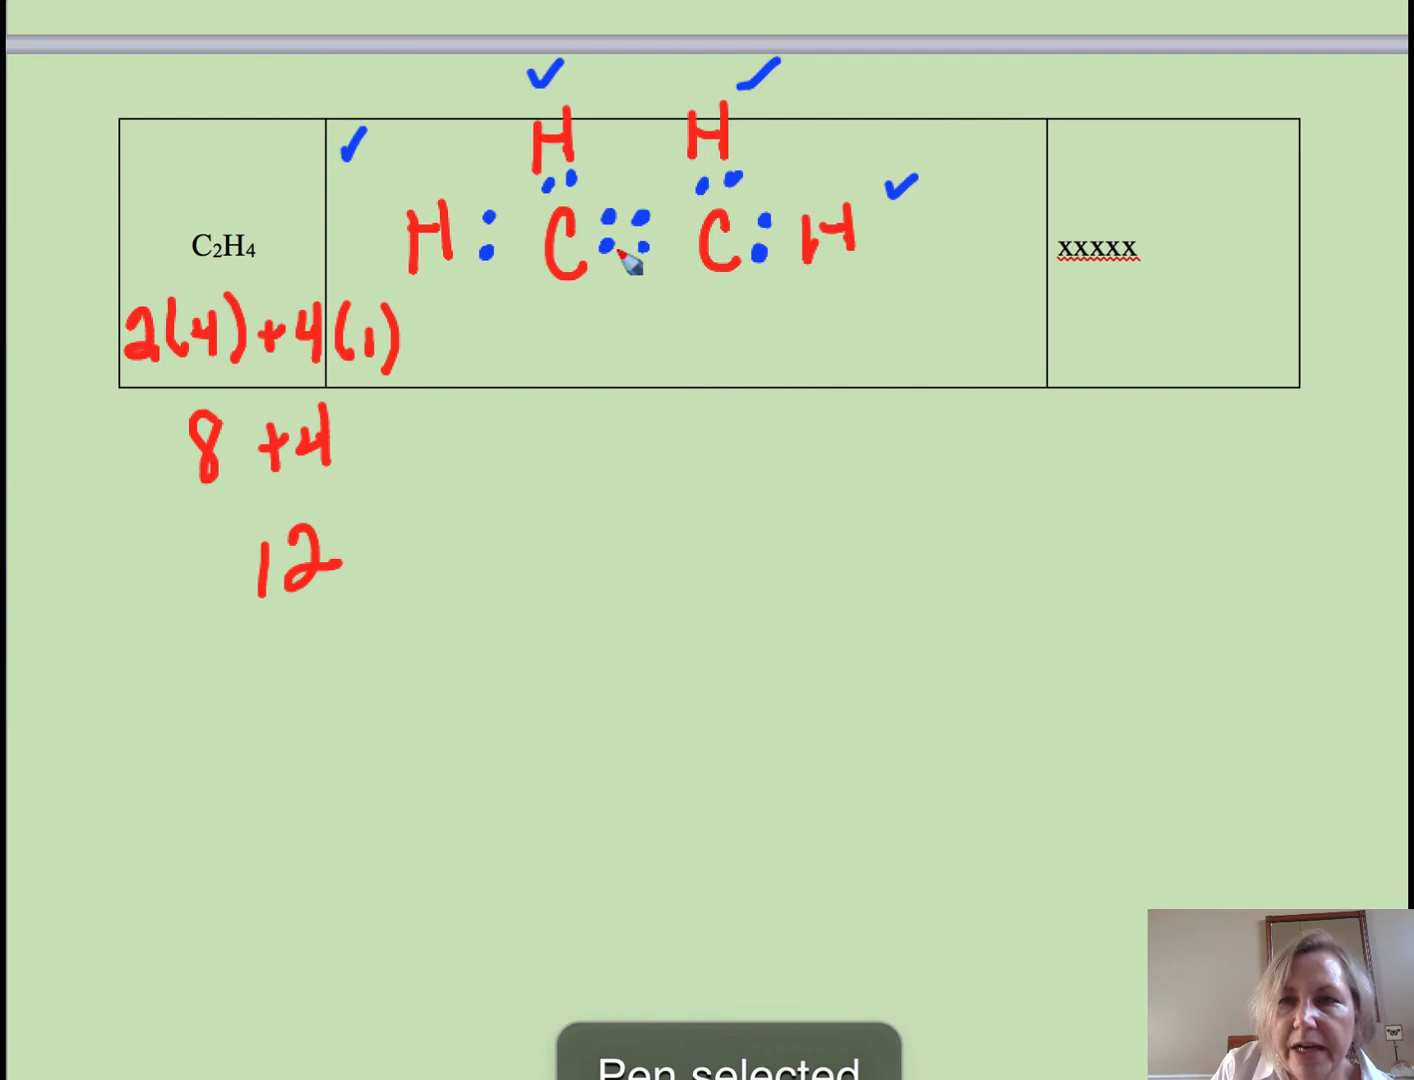 H H
H : C :: C : H
C₂H₄
xxxxx
2(4)+4(1)
8 +4
12
Pen selected